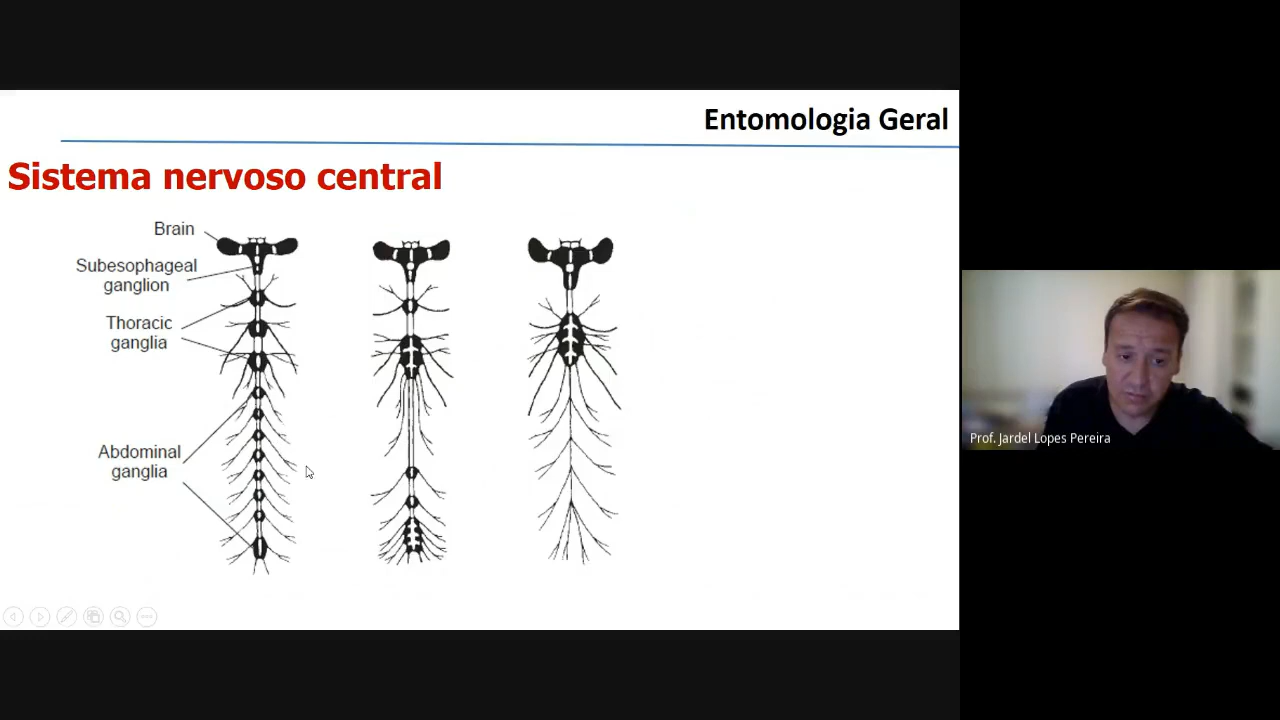 Entomologia Geral
Sistema nervoso central
Brain
Subesophageal
ganglion
Thoracic
ganglia
Abdominal
ganglia
Prof. Jardel Lopes Pereira